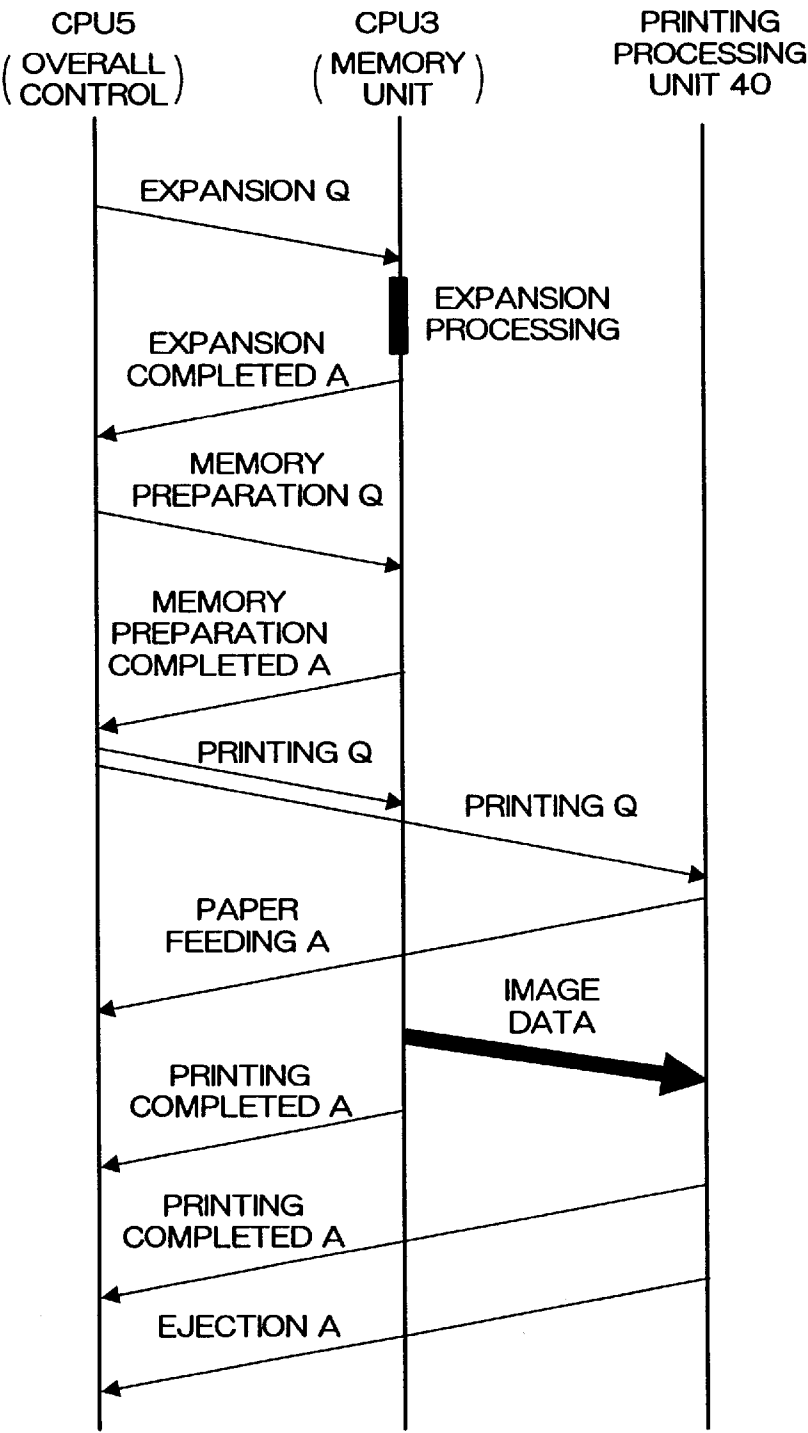 CPU5
( OVERALL
CONTROL )
CPU3
( MEMORY
UNIT )
PRINTING
PROCESSING
UNIT 40
EXPANSION Q
EXPANSION
PROCESSING
EXPANSION
COMPLETED A
MEMORY
PREPARATION Q
MEMORY
PREPARATION
COMPLETED A
PRINTING Q
PRINTING Q
PAPER
FEEDING A
IMAGE
DATA
PRINTING
COMPLETED A
PRINTING
COMPLETED A
EJECTION A